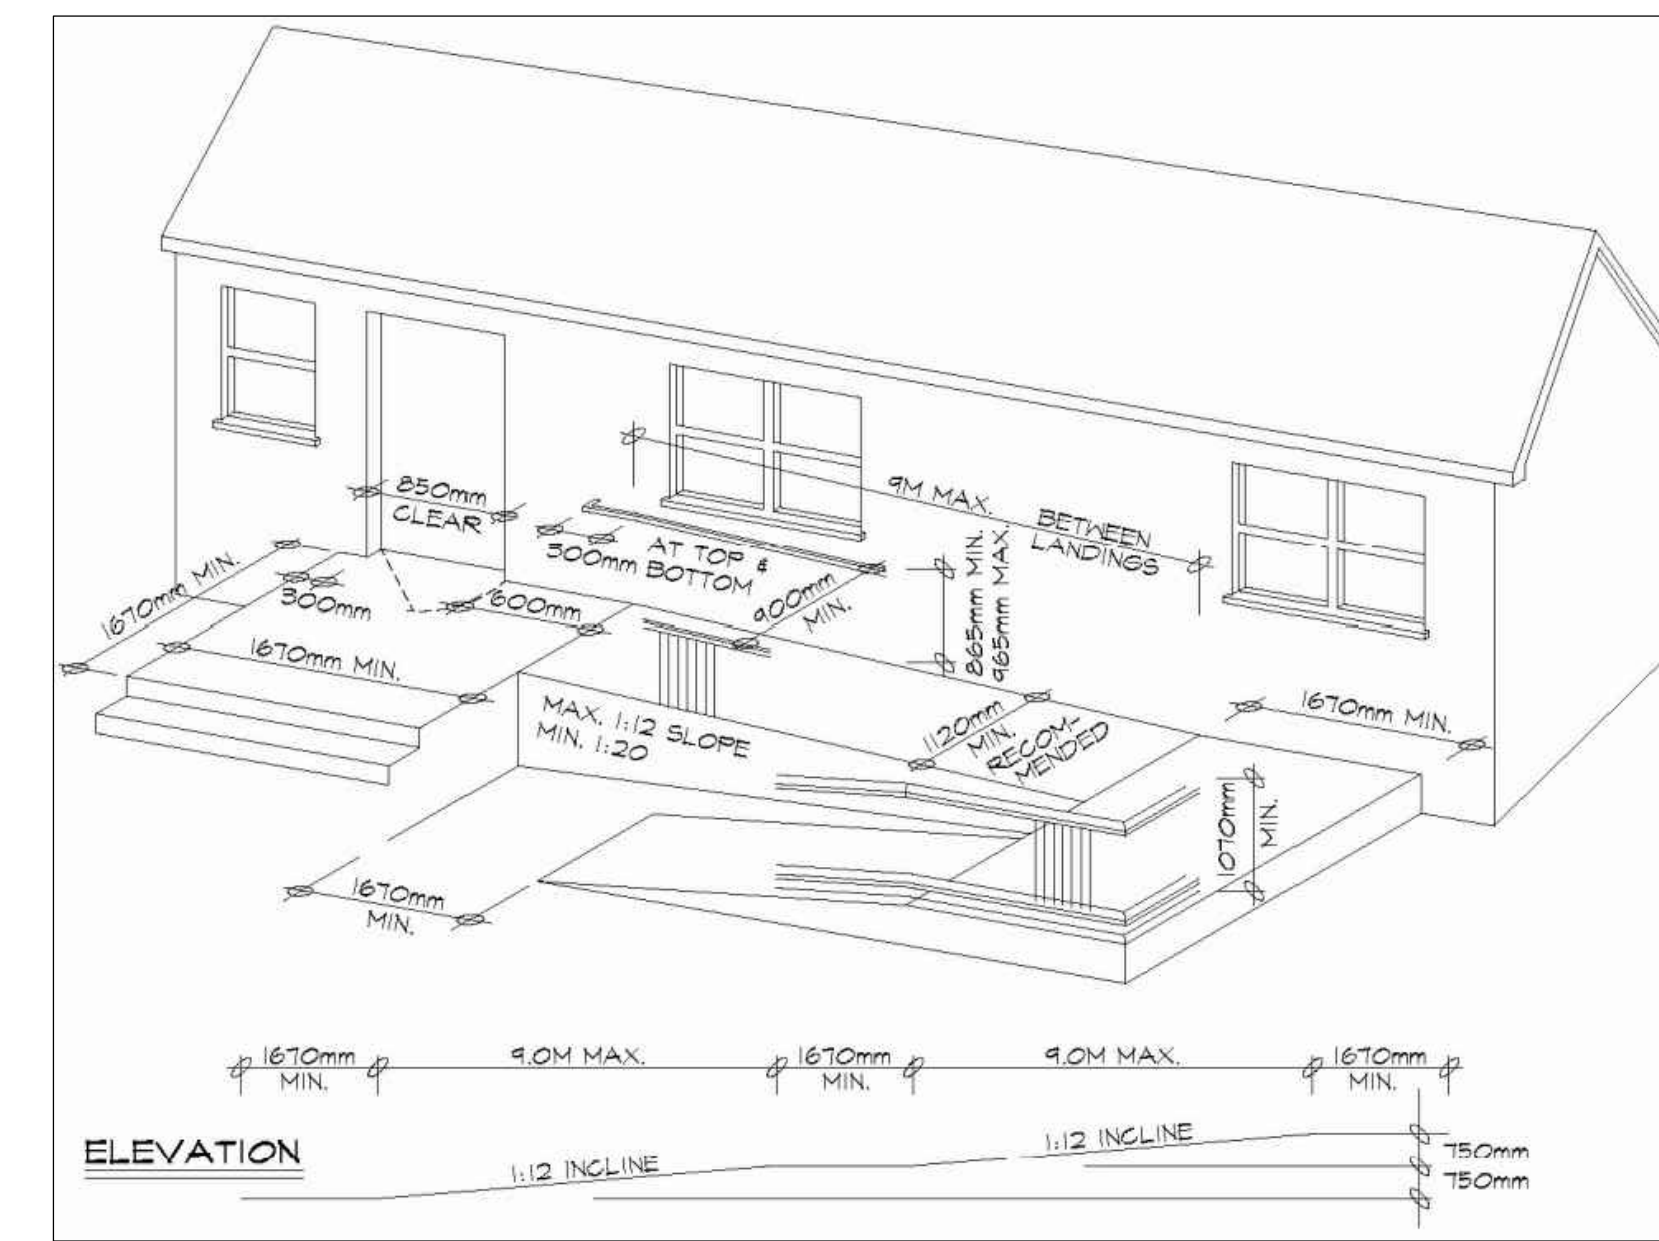 850mm
CLEAR
9M MAX.
BETWEEN
LANDINGS
1670mm MIN.
300mm
600mm
300mm
AT TOP &
BOTTOM
900mm
MIN.
865mm MIN.
965mm MAX.
1670mm MIN.
MAX. 1:12 SLOPE
MIN. 1:20
1120mm
MIN.
RECOM-
MENDED
1670mm MIN.
1070mm
MIN.
1670mm
MIN.
1670mm
MIN.
9.0M MAX.
1670mm
MIN.
9.0M MAX.
1670mm
MIN.
ELEVATION
1:12 INCLINE
1:12 INCLINE
750mm
750mm